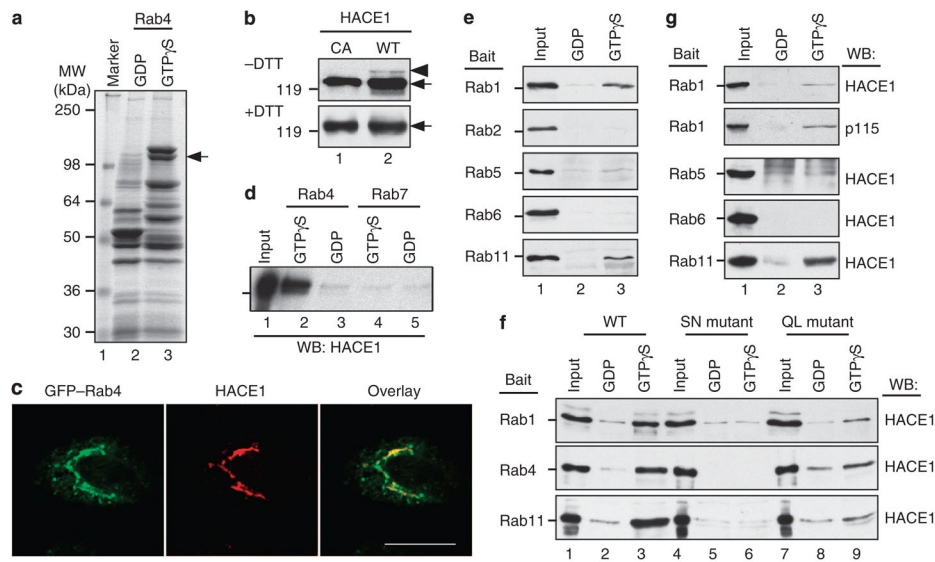 a
Rab4
MW
(kDa)
Marker
GDP
GTPγS
250
98
64
50
36
30
1 2 3
b
HACE1
CA WT
–DTT
119
+DTT
119
1 2
d
Rab4 Rab7
Input
GTPγS
GDP
GTPγS
GDP
1 2 3 4 5
WB: HACE1
c
GFP–Rab4 HACE1 Overlay
e
Bait
Input
GDP
GTPγS
Rab1
Rab2
Rab5
Rab6
Rab11
1 2 3
g
Bait
Input
GDP
GTPγS
WB:
Rab1 HACE1
Rab1 p115
Rab5 HACE1
Rab6 HACE1
Rab11 HACE1
1 2 3
f
WT SN mutant QL mutant
Bait
Input
GDP
GTPγS
Input
GDP
GTPγS
Input
GDP
GTPγS
WB:
Rab1 HACE1
Rab4 HACE1
Rab11 HACE1
1 2 3 4 5 6 7 8 9